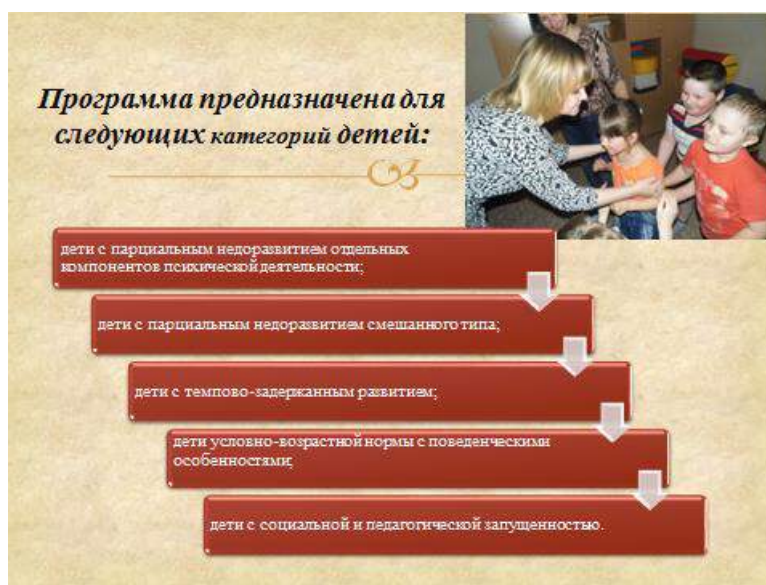 Программа предназначена для
следующих категорий детей:
дети с парциальным недоразвитием отдельных
компонентов психической деятельности;
дети с парциальным недоразвитием смешанного типа;
дети с темпово-задержанным развитием;
дети условно-возрастной нормы с поведенческими
особенностями;
дети с социальной и педагогической запущенностью.